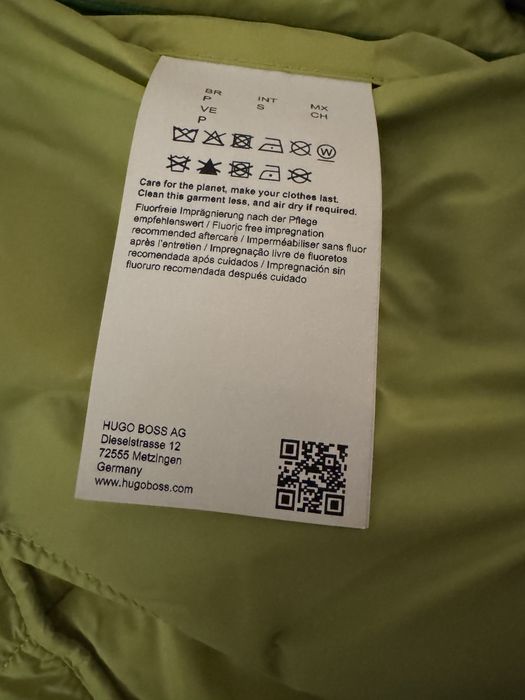 BR
P
INT
S
MX
CH
VE
P
W
Care for the planet, make your clothes last.
Clean this garment less, and air dry if required.
Fluorfreie Imprägnierung nach der Pflege
empfehlenswert / Fluoric free impregnation
recommended aftercare / Imperméabiliser sans fluor
après l'entretien / Impregnação livre de fluoretos
recomendada após cuidados / Impregnación sin
fluoruro recomendada después cuidado
HUGO BOSS AG
Dieselstrasse 12
72555 Metzingen
Germany
www.hugoboss.com